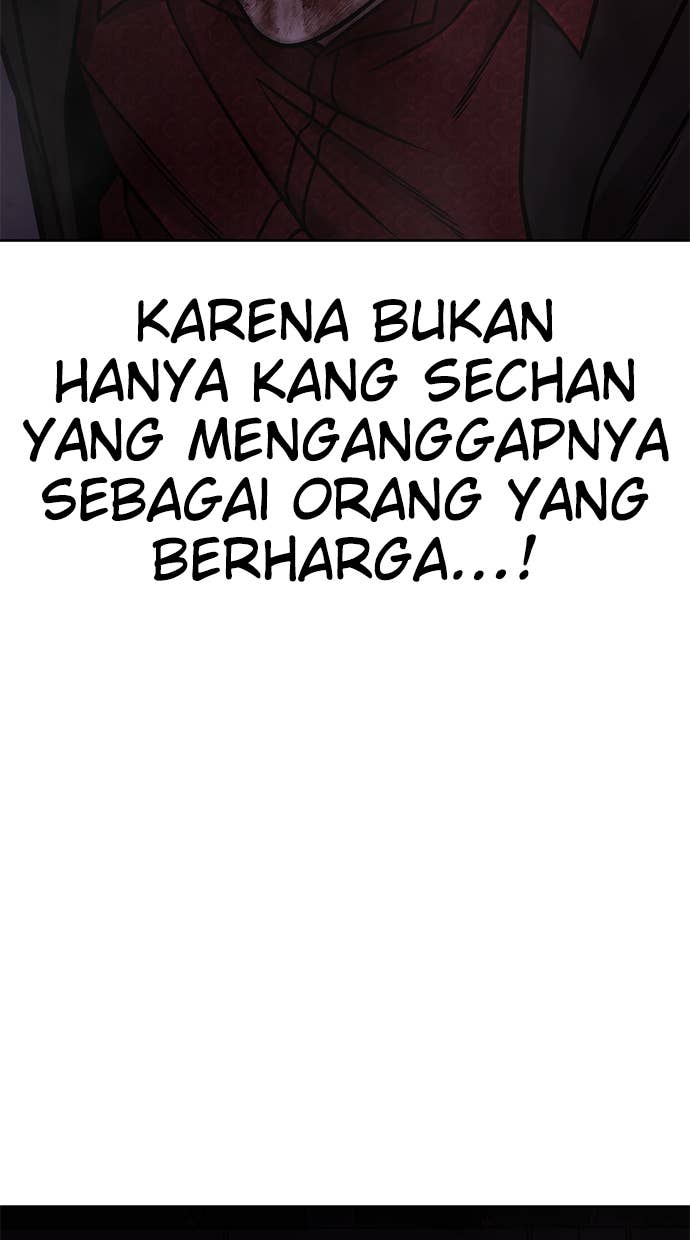 KARENA BUKAN
HANYA KANG SECHAN
YANG MENGANGGAPNYA
SEBAGAI ORANG YANG
BERHARGA...!